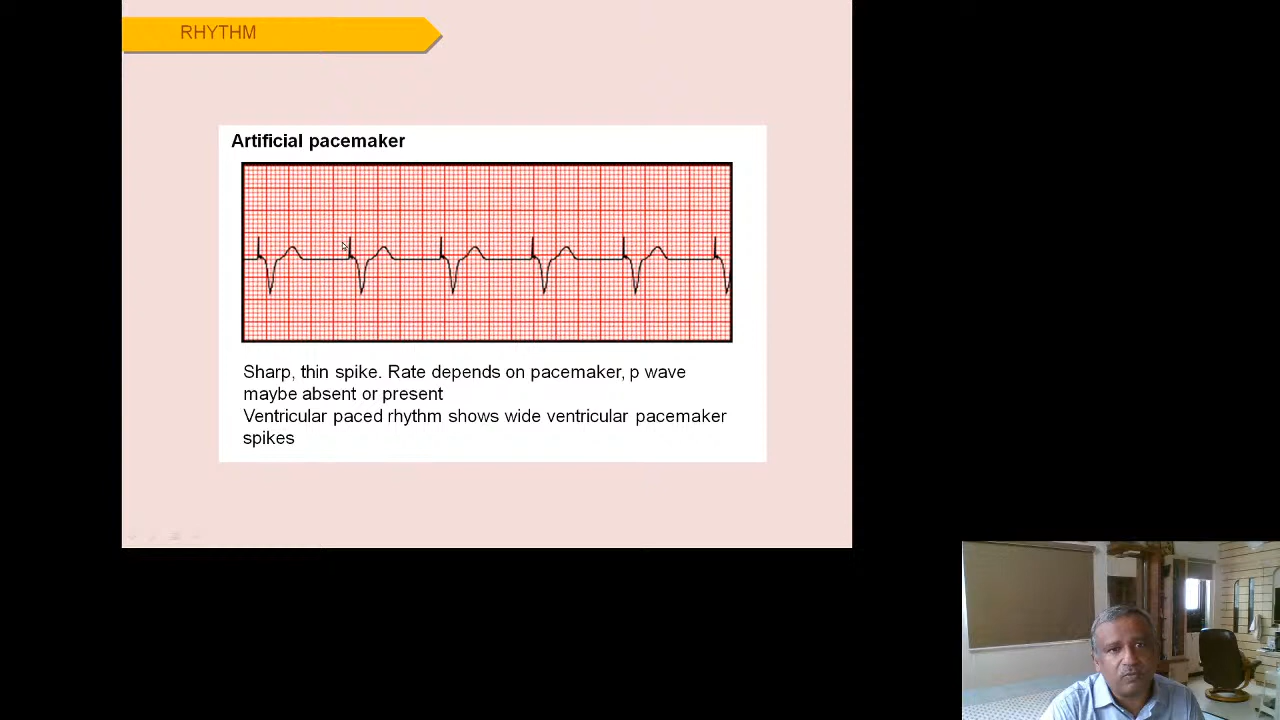 RHYTHM
Artificial pacemaker
Sharp, thin spike. Rate depends on pacemaker, p wave
maybe absent or present
Ventricular paced rhythm shows wide ventricular pacemaker
spikes